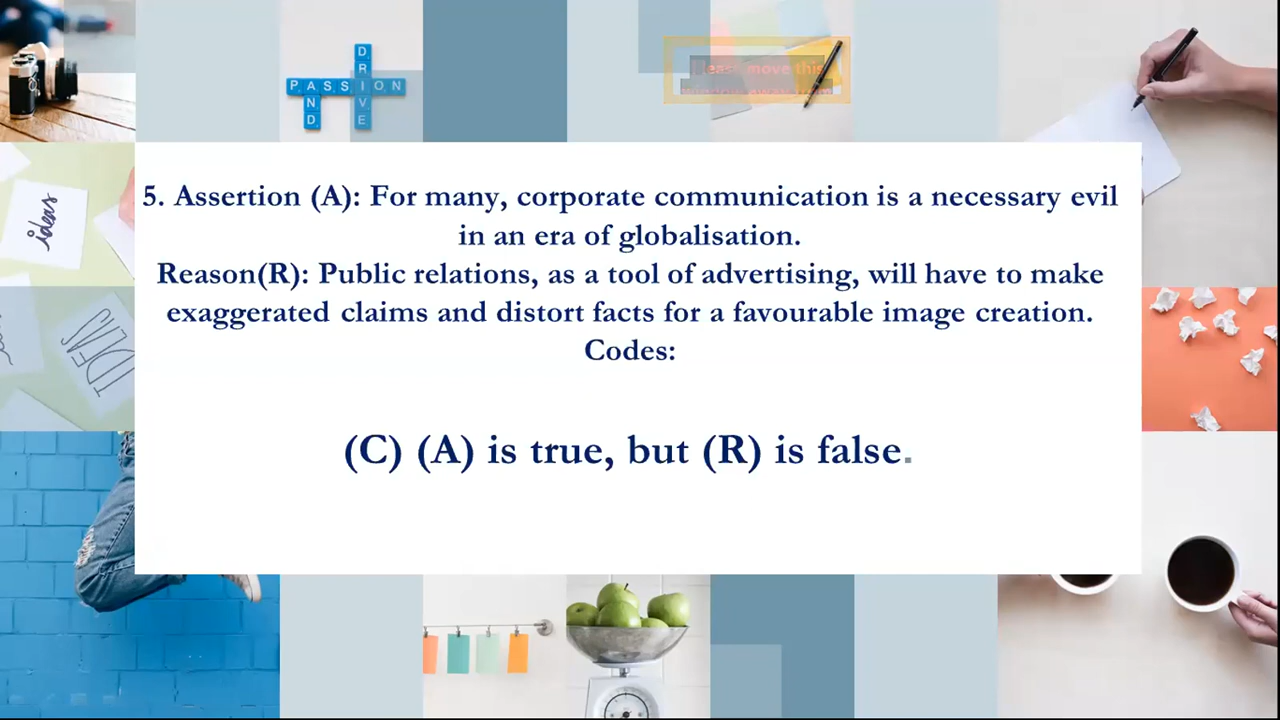 DRIVE
PASSION
AND
move this
ideas
IDEAS
5. Assertion (A): For many, corporate communication is a necessary evil
in an era of globalisation.
Reason(R): Public relations, as a tool of advertising, will have to make
exaggerated claims and distort facts for a favourable image creation.
Codes:
(C) (A) is true, but (R) is false.